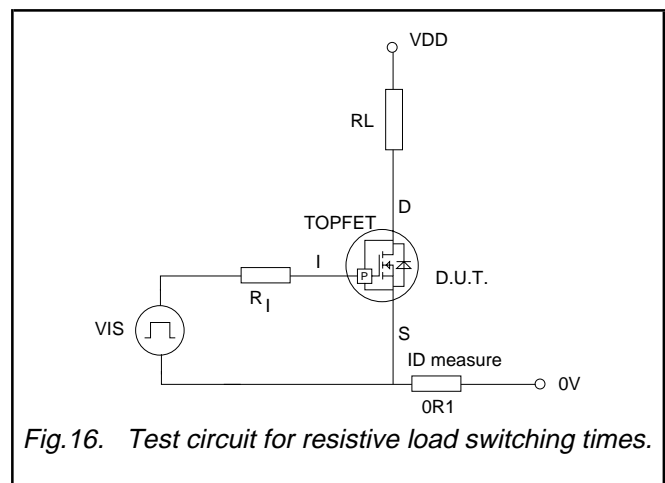 VDD
RL
D
TOPFET
I
P
D.U.T.
R I
VIS
S
ID measure
0V
0R1
Fig.16. Test circuit for resistive load switching times.